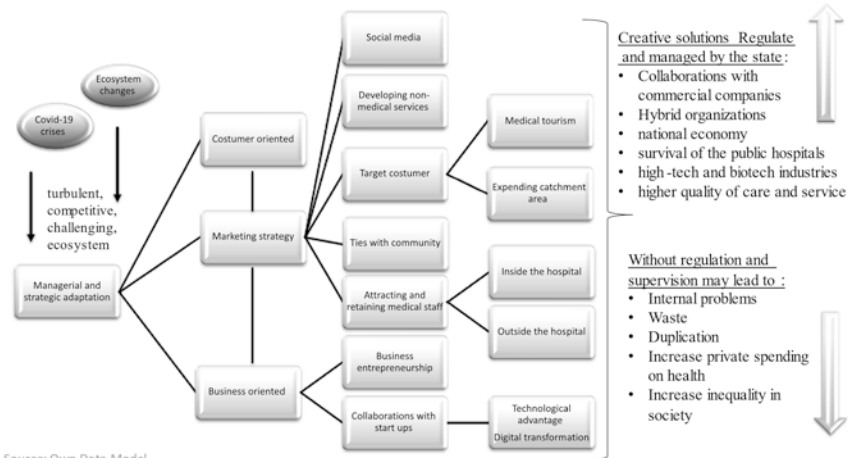 Ecosystem
changes
Covid-19
crises
turbulent,
competitive,
challenging,
ecosystem
Managerial and
strategic adaptation
Costumer oriented
Marketing strategy
Business oriented
Social media
Developing non-
medical services
Target costumer
Ties with community
Attracting and
retaining medical staff
Business
entrepreneurship
Collaborations with
start ups
Medical tourism
Expending catchment
area
Inside the hospital
Outside the hospital
Technological
advantage
Digital transformation
Creative solutions Regulate
and managed by the state:
• Collaborations with
commercial companies
• Hybrid organizations
• national economy
• survival of the public hospitals
• high-tech and biotech industries
• higher quality of care and service
Without regulation and
supervision may lead to :
• Internal problems
• Waste
• Duplication
• Increase private spending
on health
• Increase inequality in
society
Source: Own Data-Model